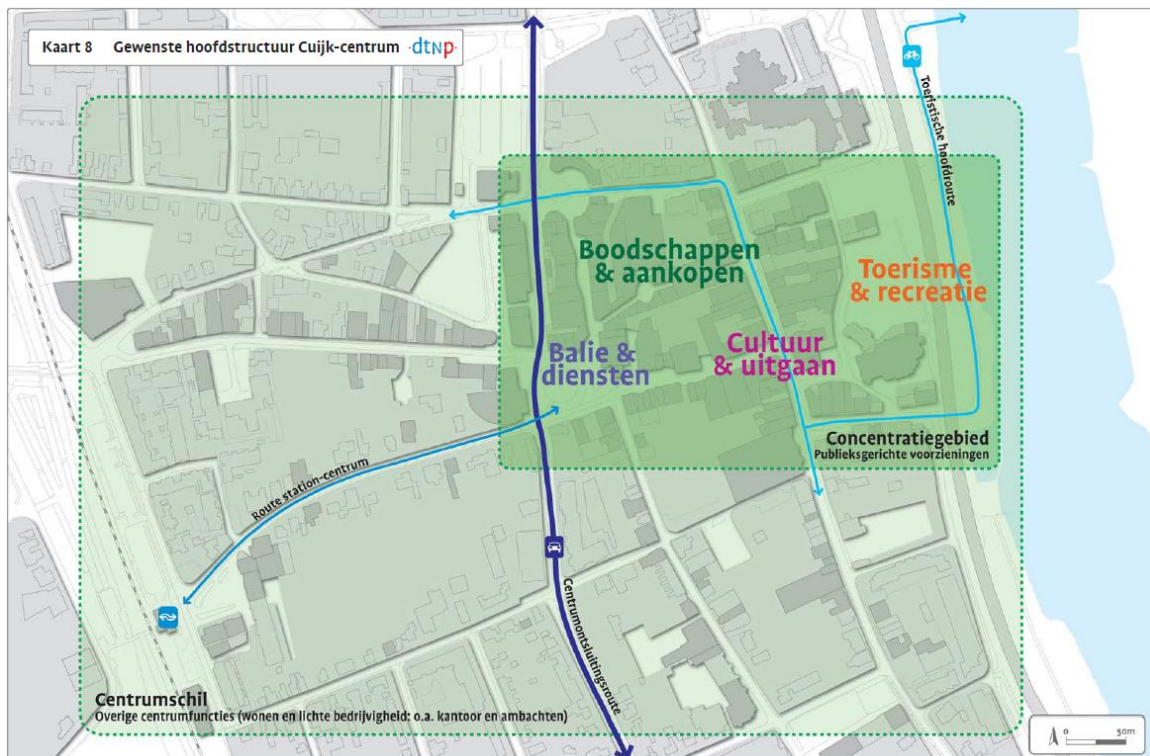 Kaart 8 Gewenste hoofdstructuur Cuijk-centrum ·dtNp·
Toeristische hoofdroute
Boodschappen
& aankopen
Toerisme
& recreatie
Balie &
diensten
Cultuur
& uitgaan
Concentratiegebied
Publieksgerichte voorzieningen
Route station-centrum
Centrumontsluitingsroute
Centrumschil
Overige centrumfuncties (wonen en lichte bedrijvigheid: o.a. kantoor en ambachten)
0 50m